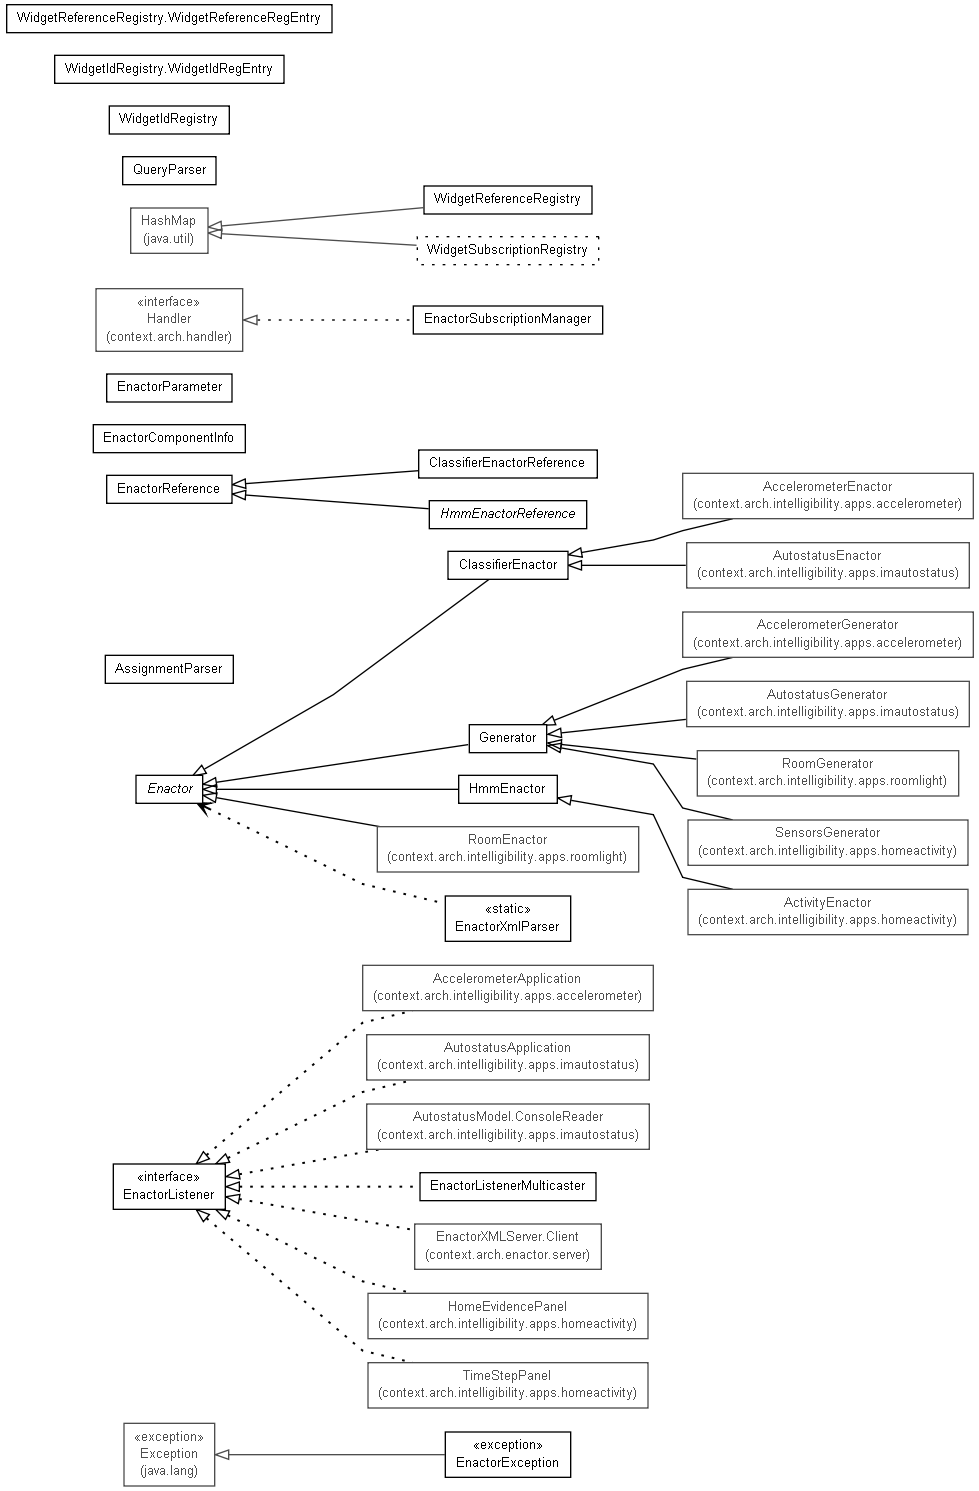 WidgetReferenceRegistry.WidgetReferenceRegEntry
WidgetIdRegistry.WidgetIdRegEntry
WidgetIdRegistry
QueryParser
HashMap
(java.util)
WidgetReferenceRegistry
WidgetSubscriptionRegistry
«interface»
Handler
(context.arch.handler)
EnactorSubscriptionManager
EnactorParameter
EnactorComponentInfo
EnactorReference
ClassifierEnactorReference
HmmEnactorReference
AccelerometerEnactor
(context.arch.intelligibility.apps.accelerometer)
ClassifierEnactor
AutostatusEnactor
(context.arch.intelligibility.apps.imautostatus)
AccelerometerGenerator
(context.arch.intelligibility.apps.accelerometer)
AssignmentParser
AutostatusGenerator
(context.arch.intelligibility.apps.imautostatus)
Generator
RoomGenerator
(context.arch.intelligibility.apps.roomlight)
Enactor
HmmEnactor
SensorsGenerator
(context.arch.intelligibility.apps.homeactivity)
RoomEnactor
(context.arch.intelligibility.apps.roomlight)
ActivityEnactor
(context.arch.intelligibility.apps.homeactivity)
«static»
EnactorXmlParser
AccelerometerApplication
(context.arch.intelligibility.apps.accelerometer)
AutostatusApplication
(context.arch.intelligibility.apps.imautostatus)
AutostatusModel.ConsoleReader
(context.arch.intelligibility.apps.imautostatus)
«interface»
EnactorListener
EnactorListenerMulticaster
EnactorXMLServer.Client
(context.arch.enactor.server)
HomeEvidencePanel
(context.arch.intelligibility.apps.homeactivity)
TimeStepPanel
(context.arch.intelligibility.apps.homeactivity)
«exception»
Exception
(java.lang)
«exception»
EnactorException